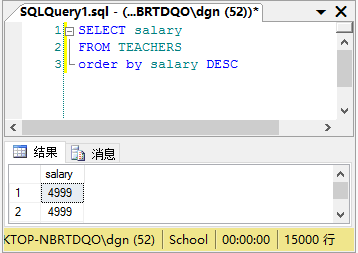 SQLQuery1.sql - (...BRTDQO\dgn (52))*
1 SELECT salary
2 FROM TEACHERS
3 order by salary DESC
结果 消息
salary
1 4999
2 4999
KTOP-NBRTDQO\dgn (52) School 00:00:00 15000 行